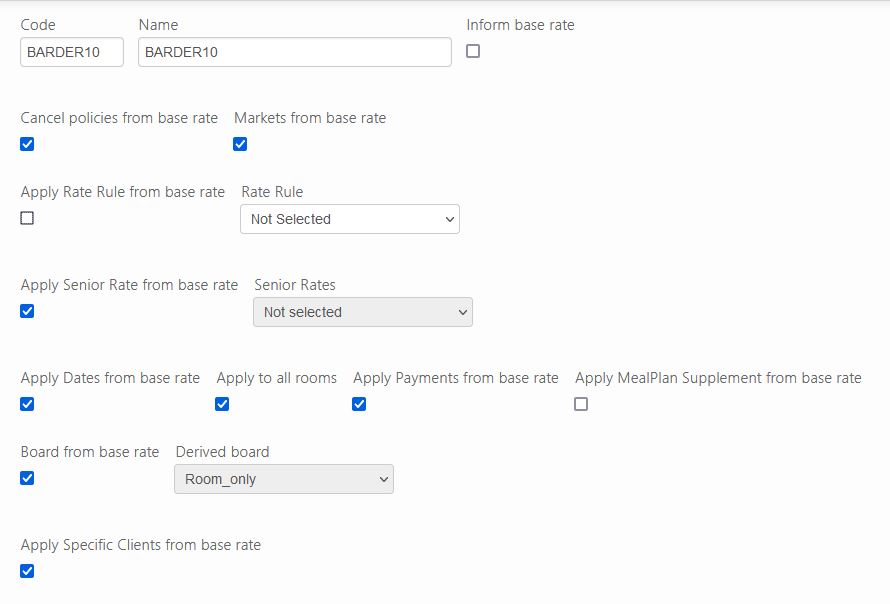 Code Name Inform base rate
BARDER10 BARDER10
Cancel policies from base rate Markets from base rate
Apply Rate Rule from base rate Rate Rule
Not Selected
Apply Senior Rate from base rate Senior Rates
Not selected
Apply Dates from base rate Apply to all rooms Apply Payments from base rate Apply MealPlan Supplement from base rate
Board from base rate Derived board
Room_only
Apply Specific Clients from base rate